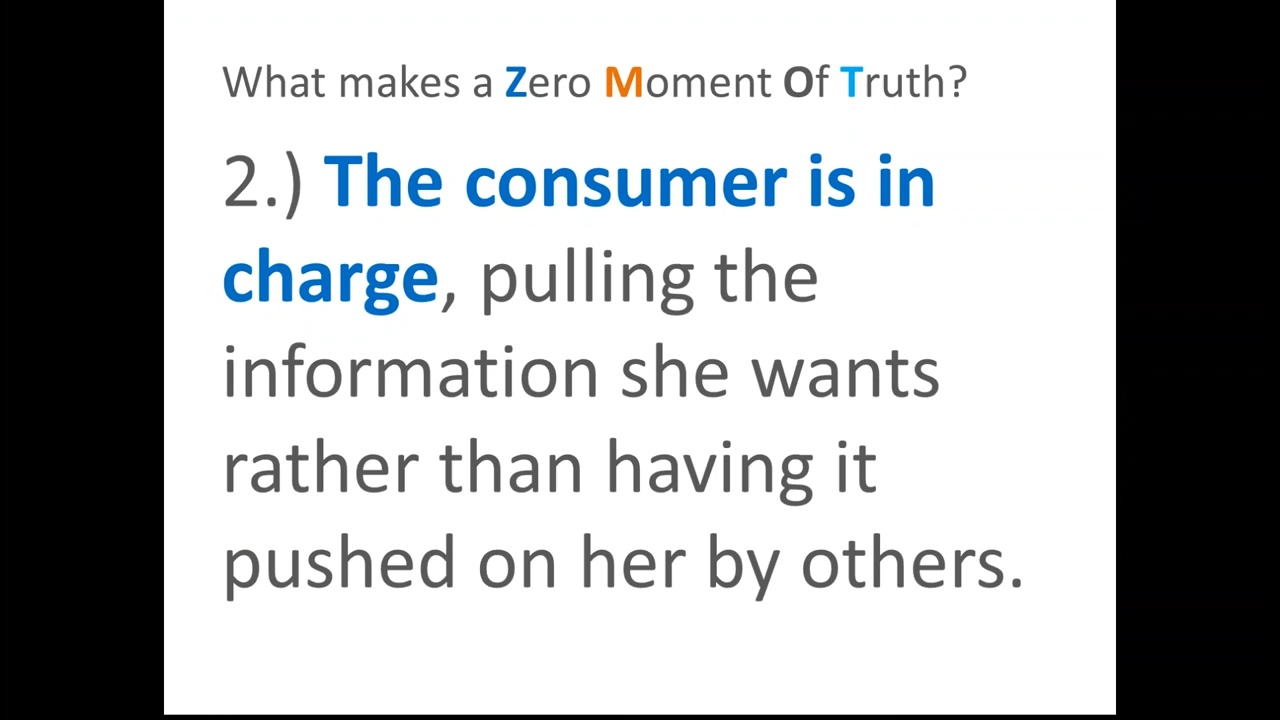 What makes a Zero Moment Of Truth?
2.) The consumer is in
charge, pulling the
information she wants
rather than having it
pushed on her by others.